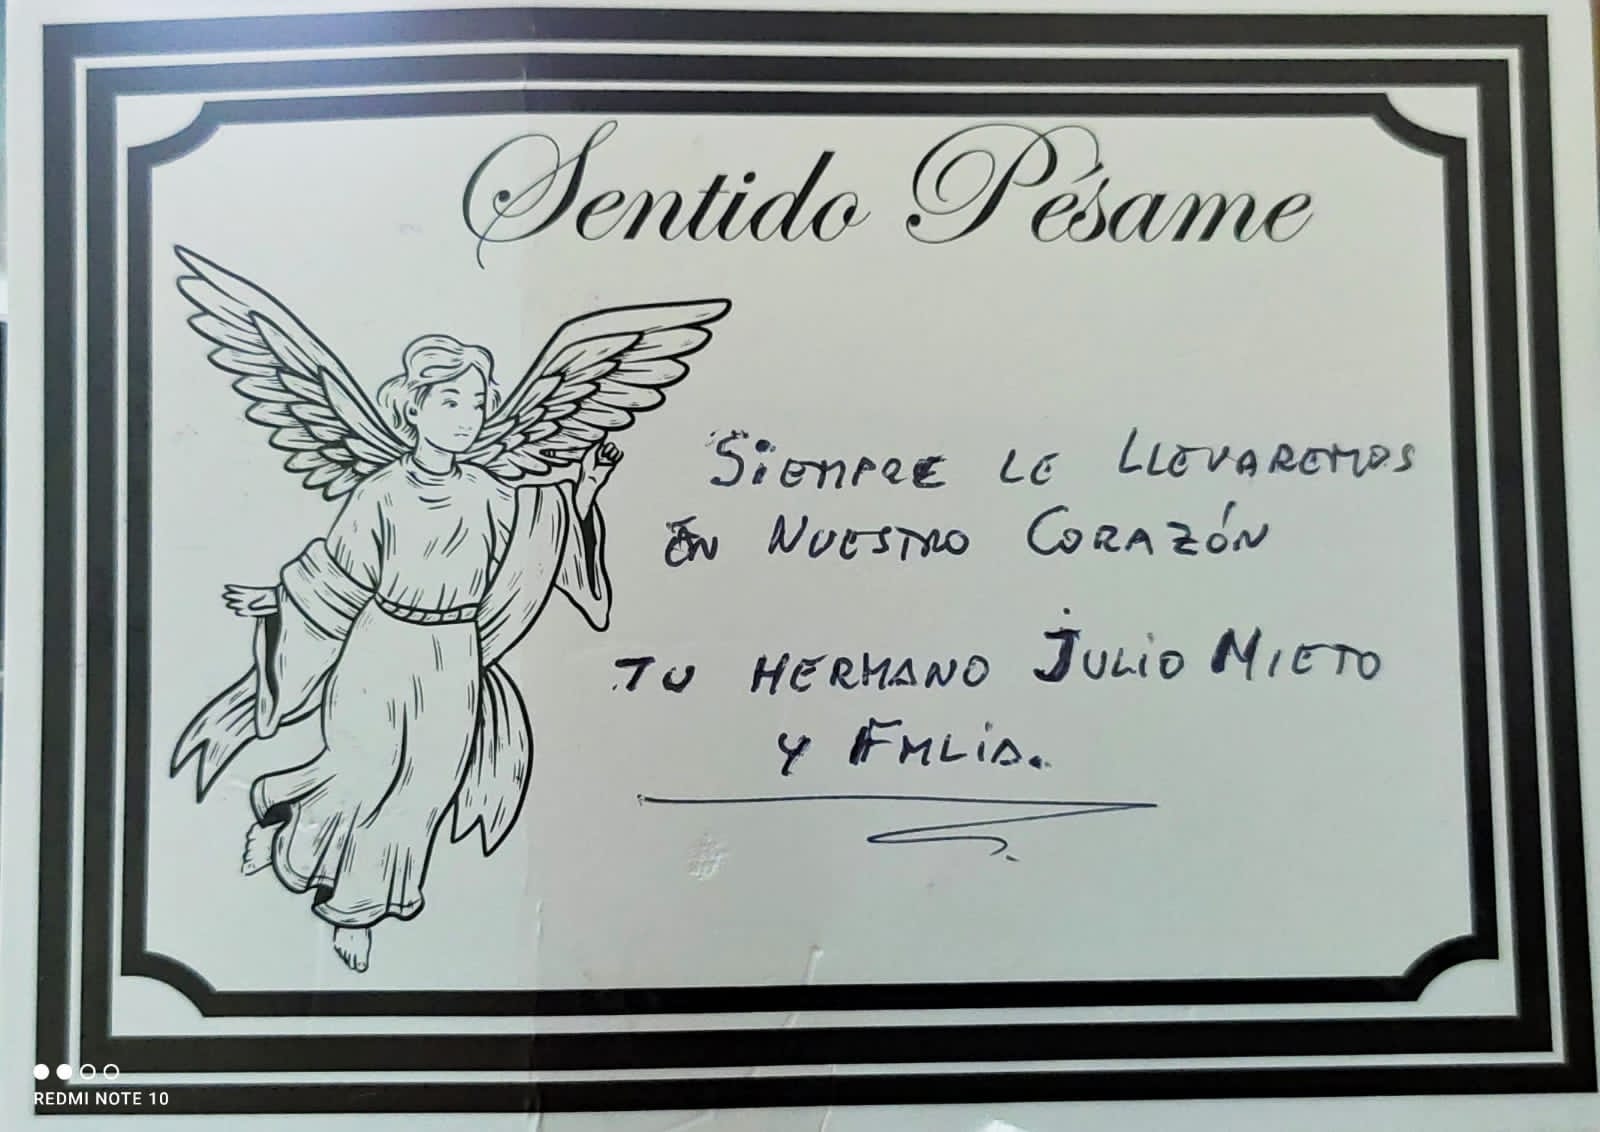 Sentido Pésame
SiEMPRE LE LLEVAREMOS
EN NUESTRO CORAZÓN
TU HERMANO JULIO NIETO
Y FMLIA.
REDMI NOTE 10